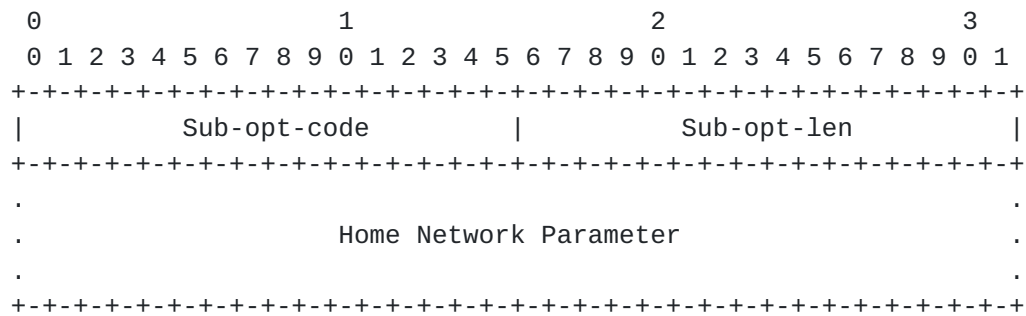 0                   1                   2                   3
 0 1 2 3 4 5 6 7 8 9 0 1 2 3 4 5 6 7 8 9 0 1 2 3 4 5 6 7 8 9 0 1
+-+-+-+-+-+-+-+-+-+-+-+-+-+-+-+-+-+-+-+-+-+-+-+-+-+-+-+-+-+-+-+-+
|          Sub-opt-code         |          Sub-opt-len          |
+-+-+-+-+-+-+-+-+-+-+-+-+-+-+-+-+-+-+-+-+-+-+-+-+-+-+-+-+-+-+-+-+
.                                                               .
.                    Home Network Parameter                     .
.                                                               .
+-+-+-+-+-+-+-+-+-+-+-+-+-+-+-+-+-+-+-+-+-+-+-+-+-+-+-+-+-+-+-+-+